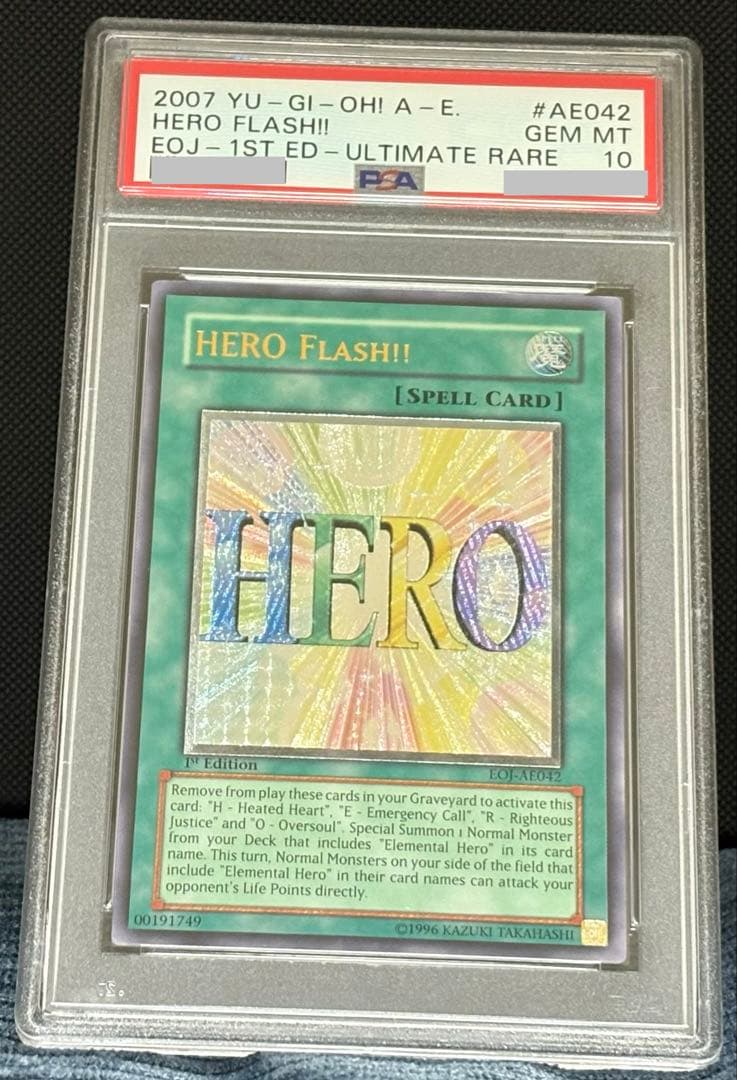 2007 YU-GI-OH! A-E. #AE042
HERO FLASH!! GEM MT
EOJ-1ST ED-ULTIMATE RARE 10
PSA
HERO FLASH!!
[SPELL CARD]
HERO
1st Edition
EOJ-AE042
Remove from play these cards in your Graveyard to activate this
card: "H - Heated Heart", "E - Emergency Call", "R - Righteous
Justice" and "O - Oversoul". Special Summon 1 Normal Monster
from your Deck that includes "Elemental Hero" in its card
name. This turn, Normal Monsters on your side of the field that
include "Elemental Hero" in their card names can attack your
opponent's Life Points directly.
00191749
©1996 KAZUKI TAKAHASHI